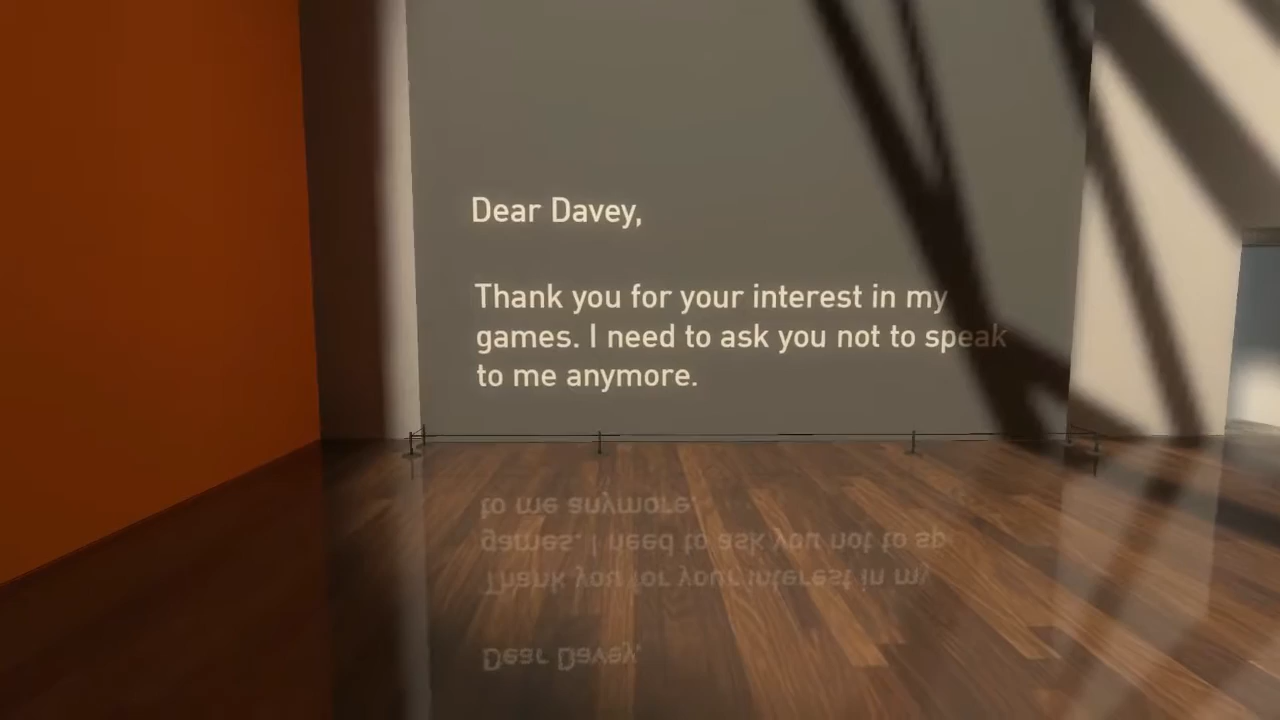 Dear Davey,
Thank you for your interest in my
games. I need to ask you not to speak
to me anymore.